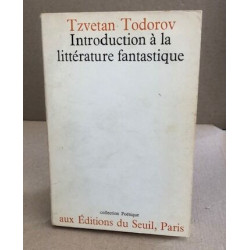 Tzvetan Todorov
Introduction à la
littérature fantastique
collection Poétique
aux Éditions du Seuil, Paris